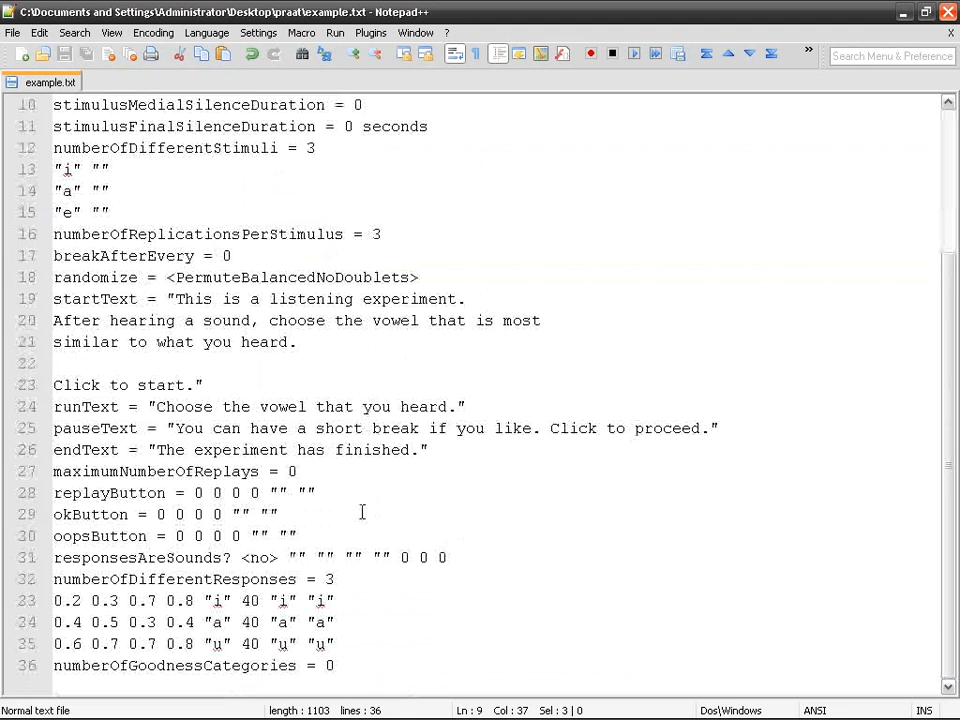 C:\Documents and Settings\Administrator\Desktop\praat\example.txt - Notepad++
File Edit Search View Encoding Language Settings Macro Run Plugins Window ? X
» Search Menu & Preference
example.txt
10 stimulusMedialSilenceDuration = 0
11 stimulusFinalSilenceDuration = 0 seconds
12 numberOfDifferentStimuli = 3
13 "i" ""
14 "a" ""
15 "e" ""
16 numberOfReplicationsPerStimulus = 3
17 breakAfterEvery = 0
18 randomize = <PermuteBalancedNoDoublets>
19 startText = "This is a listening experiment.
20 After hearing a sound, choose the vowel that is most
21 similar to what you heard.
22
23 Click to start."
24 runText = "Choose the vowel that you heard."
25 pauseText = "You can have a short break if you like. Click to proceed."
26 endText = "The experiment has finished."
27 maximumNumberOfReplays = 0
28 replayButton = 0 0 0 0 "" ""
29 okButton = 0 0 0 0 "" ""
30 oopsButton = 0 0 0 0 "" ""
31 responsesAreSounds? <no> "" "" "" "" 0 0 0
32 numberOfDifferentResponses = 3
33 0.2 0.3 0.7 0.8 "i" 40 "i" "i"
34 0.4 0.5 0.3 0.4 "a" 40 "a" "a"
35 0.6 0.7 0.7 0.8 "u" 40 "u" "u"
36 numberOfGoodnessCategories = 0
Normal text file length : 1103 lines : 36 Ln : 9 Col : 37 Sel : 3 | 0 Dos\Windows ANSI INS